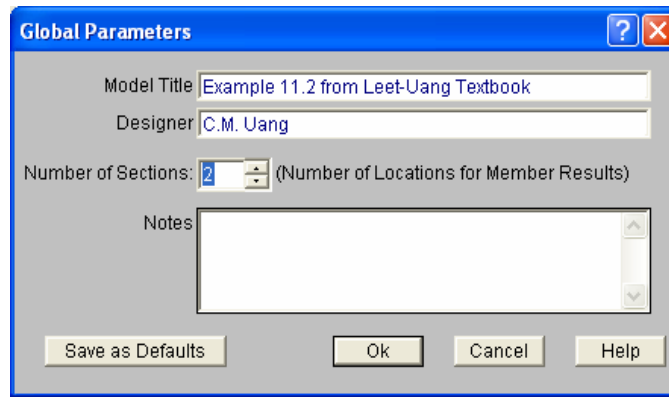 Global Parameters
Model Title Example 11.2 from Leet-Uang Textbook
Designer C.M. Uang
Number of Sections: 2 (Number of Locations for Member Results)
Notes
Save as Defaults Ok Cancel Help